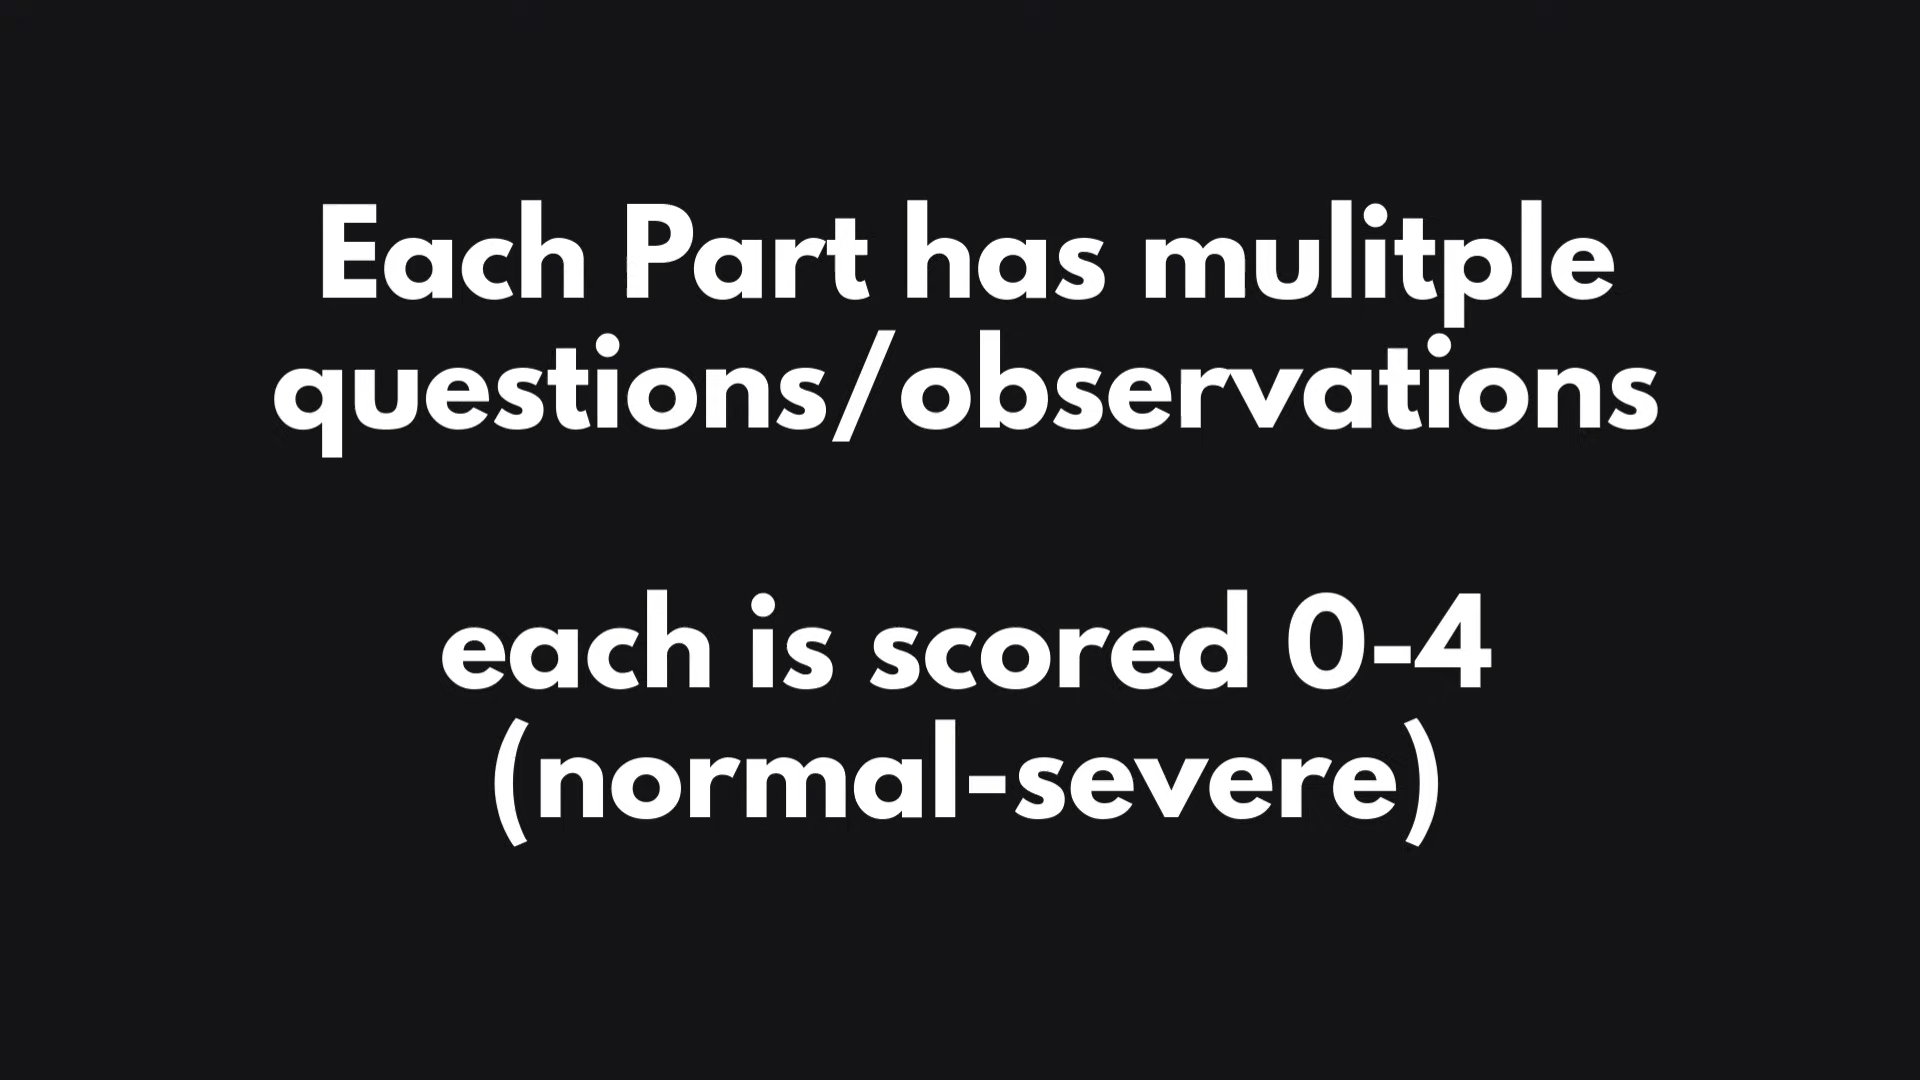 Each Part has mulitple
questions/observations
each is scored 0-4
(normal-severe)